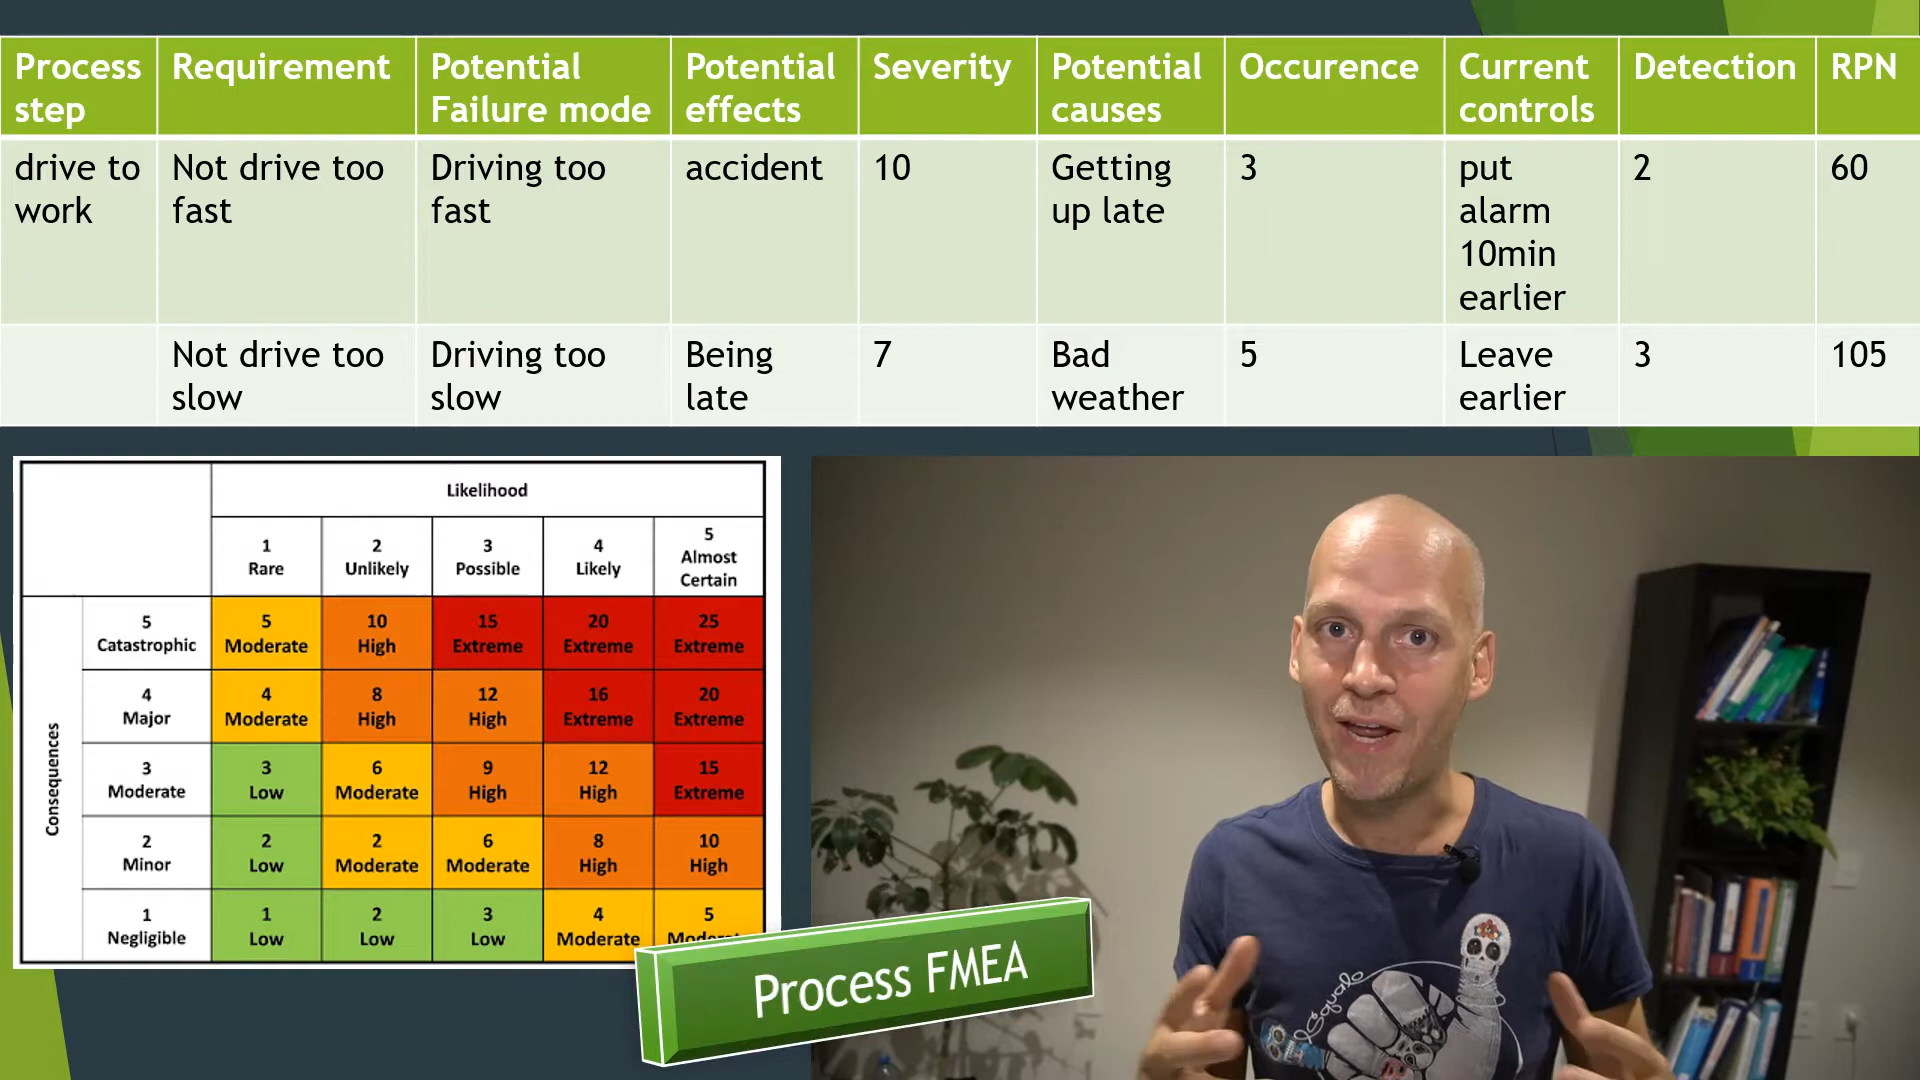 Process step
Requirement
Potential Failure mode
Potential effects
Severity
Potential causes
Occurence
Current controls
Detection
RPN
drive to work
Not drive too fast
Driving too fast
accident
10
Getting up late
3
put alarm 10min earlier
2
60
Not drive too slow
Driving too slow
Being late
7
Bad weather
5
Leave earlier
3
105
Likelihood
1 Rare
2 Unlikely
3 Possible
4 Likely
5 Almost Certain
Consequences
5 Catastrophic
5 Moderate
10 High
15 Extreme
20 Extreme
25 Extreme
4 Major
4 Moderate
8 High
12 High
16 Extreme
20 Extreme
3 Moderate
3 Low
6 Moderate
9 High
12 High
15 Extreme
2 Minor
2 Low
2 Moderate
6 Moderate
8 High
10 High
1 Negligible
1 Low
2 Low
3 Low
4 Moderate
5 Moderate
Process FMEA